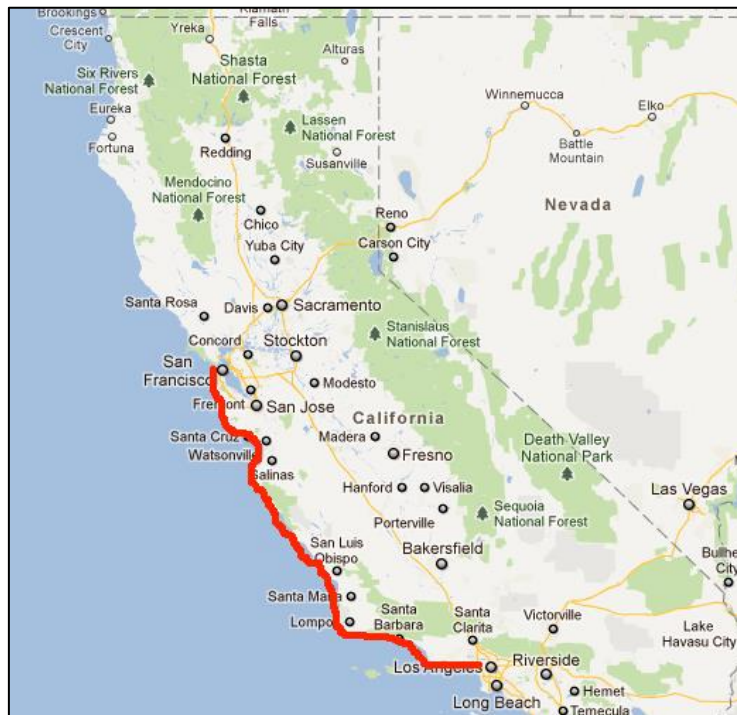 Brookings
Crescent
City
Yreka
Klamath
Falls
Alturas
Shasta
National Forest
Six Rivers
National Forest
Eureka
Fortuna
Redding
Lassen
National Forest
Susanville
Winnemucca
Elko
Battle
Mountain
Mendocino
National Forest
Chico
Yuba City
Reno
Carson City
Nevada
Santa Rosa
Davis
Sacramento
Stanislaus
National Forest
Concord
Stockton
San
Francisco
Modesto
Fremont
San Jose
California
Santa Cruz
Watsonville
Salinas
Madera
Fresno
Death Valley
National Park
Hanford
Visalia
Porterville
Sequoia
National Forest
Las Vegas
San Luis
Obispo
Bakersfield
City
Santa Maria
Lompo
Santa
Barbara
Santa
Clarita
Victorville
Lake
Havasu City
Los Angeles
Riverside
Long Beach
Hemet
Temecula